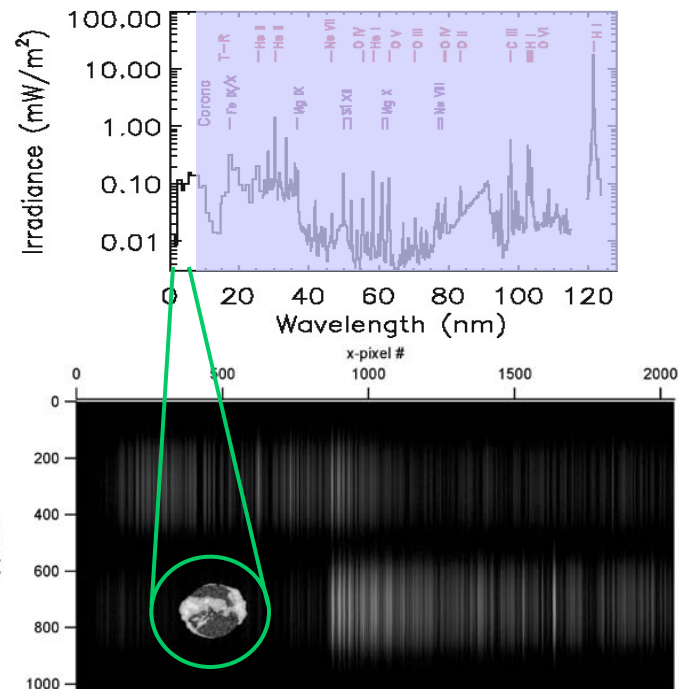 100.00
10.00
1.00
0.10
0.01
Irradiance (mW/m²)
T-R
He II
He II
Ne VII
O IV
He I
O V
O III
O IV
O II
C III
H I
O VI
H I
Corona
Fe IX/X
Mg IX
Si XII
Mg X
Ne VIII
0 20 40 60 80 100 120
Wavelength (nm)
x-pixel #
0 500 1000 1500 2000
0
200
400
600
800
1000